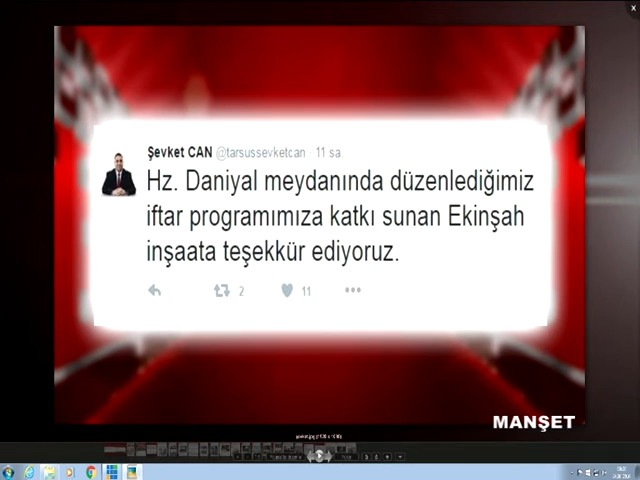 Şevket CAN @tarsussevketcan · 11 sa.
Hz. Daniyal meydanında düzenlediğimiz
iftar programımıza katkı sunan Ekinşah
inşaata teşekkür ediyoruz.
2 11
MANŞET